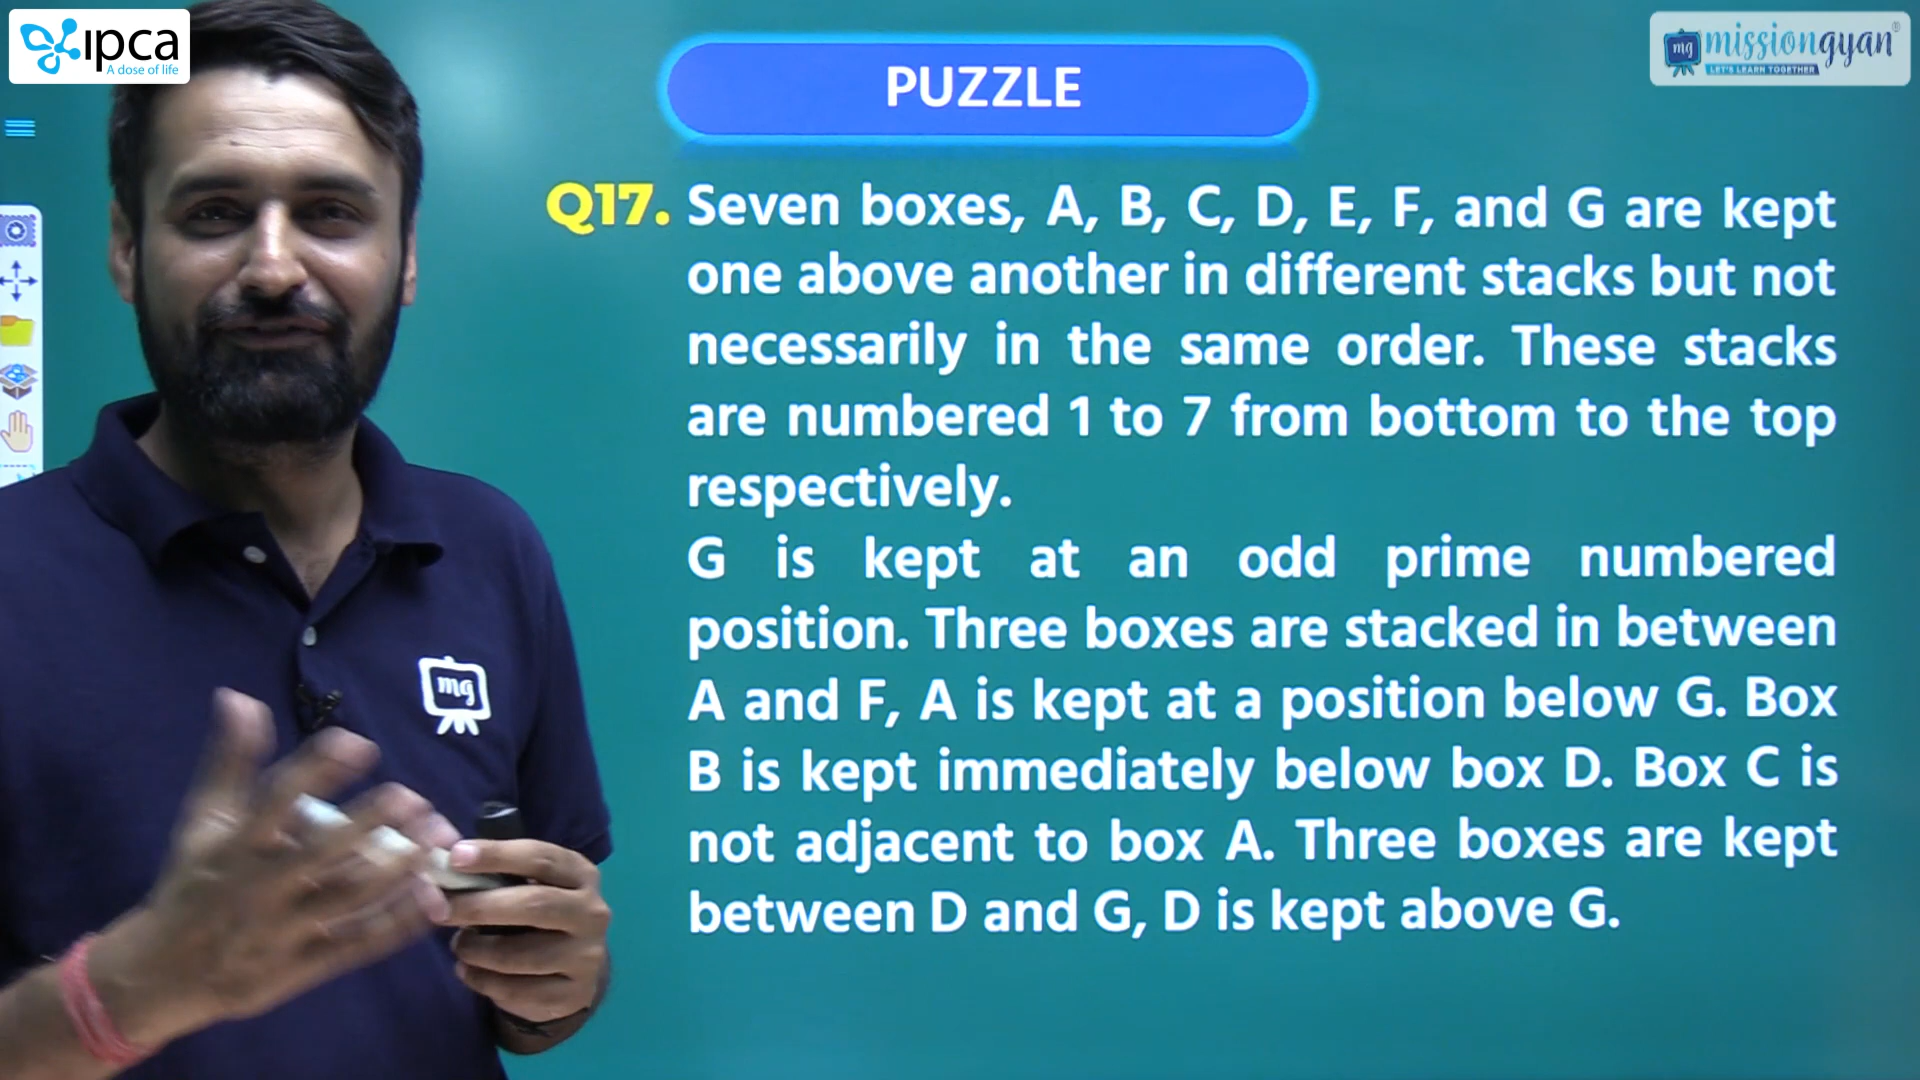 ipca
A dose of life
mg missiongyan®
LET'S LEARN TOGETHER
PUZZLE
Q17. Seven boxes, A, B, C, D, E, F, and G are kept
one above another in different stacks but not
necessarily in the same order. These stacks
are numbered 1 to 7 from bottom to the top
respectively.
G is kept at an odd prime numbered
position. Three boxes are stacked in between
A and F, A is kept at a position below G. Box
B is kept immediately below box D. Box C is
not adjacent to box A. Three boxes are kept
between D and G, D is kept above G.
mg